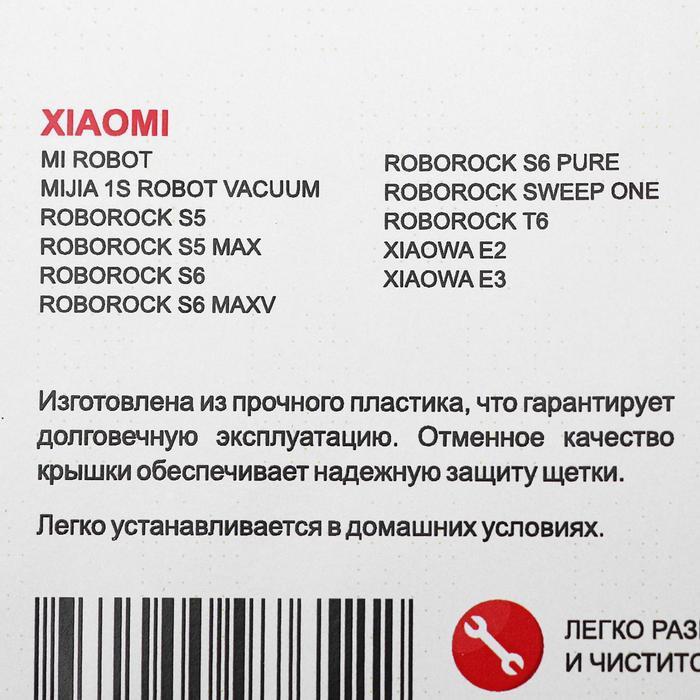 XIAOMI
MI ROBOT
MIJIA 1S ROBOT VACUUM
ROBOROCK S5
ROBOROCK S5 MAX
ROBOROCK S6
ROBOROCK S6 MAXV
ROBOROCK S6 PURE
ROBOROCK SWEEP ONE
ROBOROCK T6
XIAOWA E2
XIAOWA E3
Изготовлена из прочного пластика, что гарантирует
долговечную эксплуатацию. Отменное качество
крышки обеспечивает надежную защиту щетки.
Легко устанавливается в домашних условиях.
ЛЕГКО
И